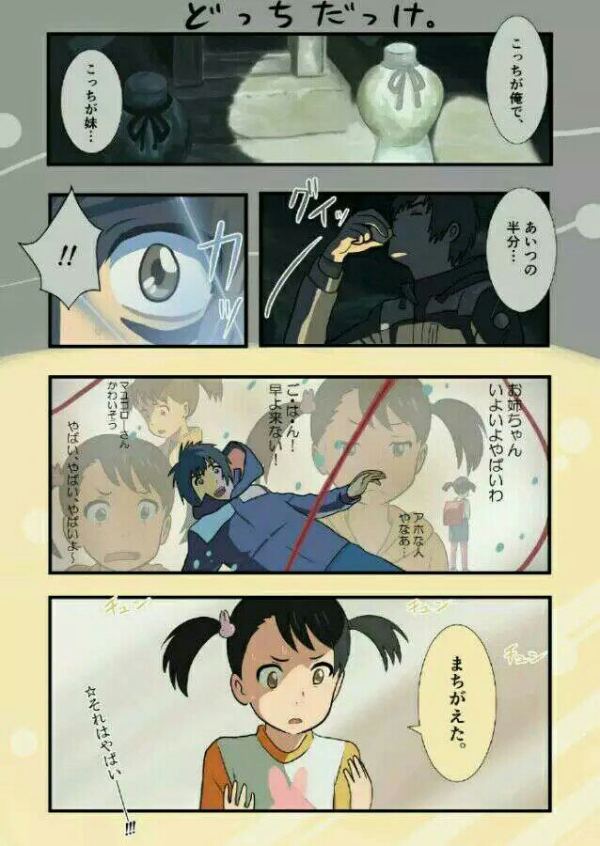 どっちだっけ。
こっちが俺で、
こっちが妹…
あいつの
半分…
グイッ
カッ
!!
お姉ちゃん
いよいよやばいわ
ご・は・ん!
早よ来ない!
アホな人
やなあ…
マユゴローさん
かわいそう
やばい、やばい、やばいよ〜
チュン
チュン
チュン
まちがえた。
☆それはやばい――!!!